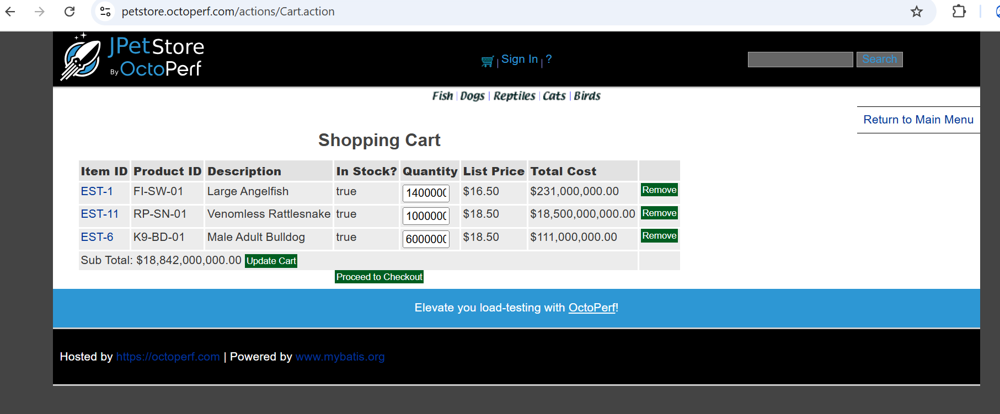 petstore.octoperf.com/actions/Cart.action
JPetStore
By OctoPerf
Sign In | ?
Search
Fish | Dogs | Reptiles | Cats | Birds
Return to Main Menu
Shopping Cart
Item ID Product ID Description In Stock? Quantity List Price Total Cost
EST-1 FI-SW-01 Large Angelfish true 1400000 $16.50 $231,000,000.00 Remove
EST-11 RP-SN-01 Venomless Rattlesnake true 1000000 $18.50 $18,500,000,000.00 Remove
EST-6 K9-BD-01 Male Adult Bulldog true 6000000 $18.50 $111,000,000.00 Remove
Sub Total: $18,842,000,000.00 Update Cart
Proceed to Checkout
Elevate you load-testing with OctoPerf!
Hosted by https://octoperf.com | Powered by www.mybatis.org